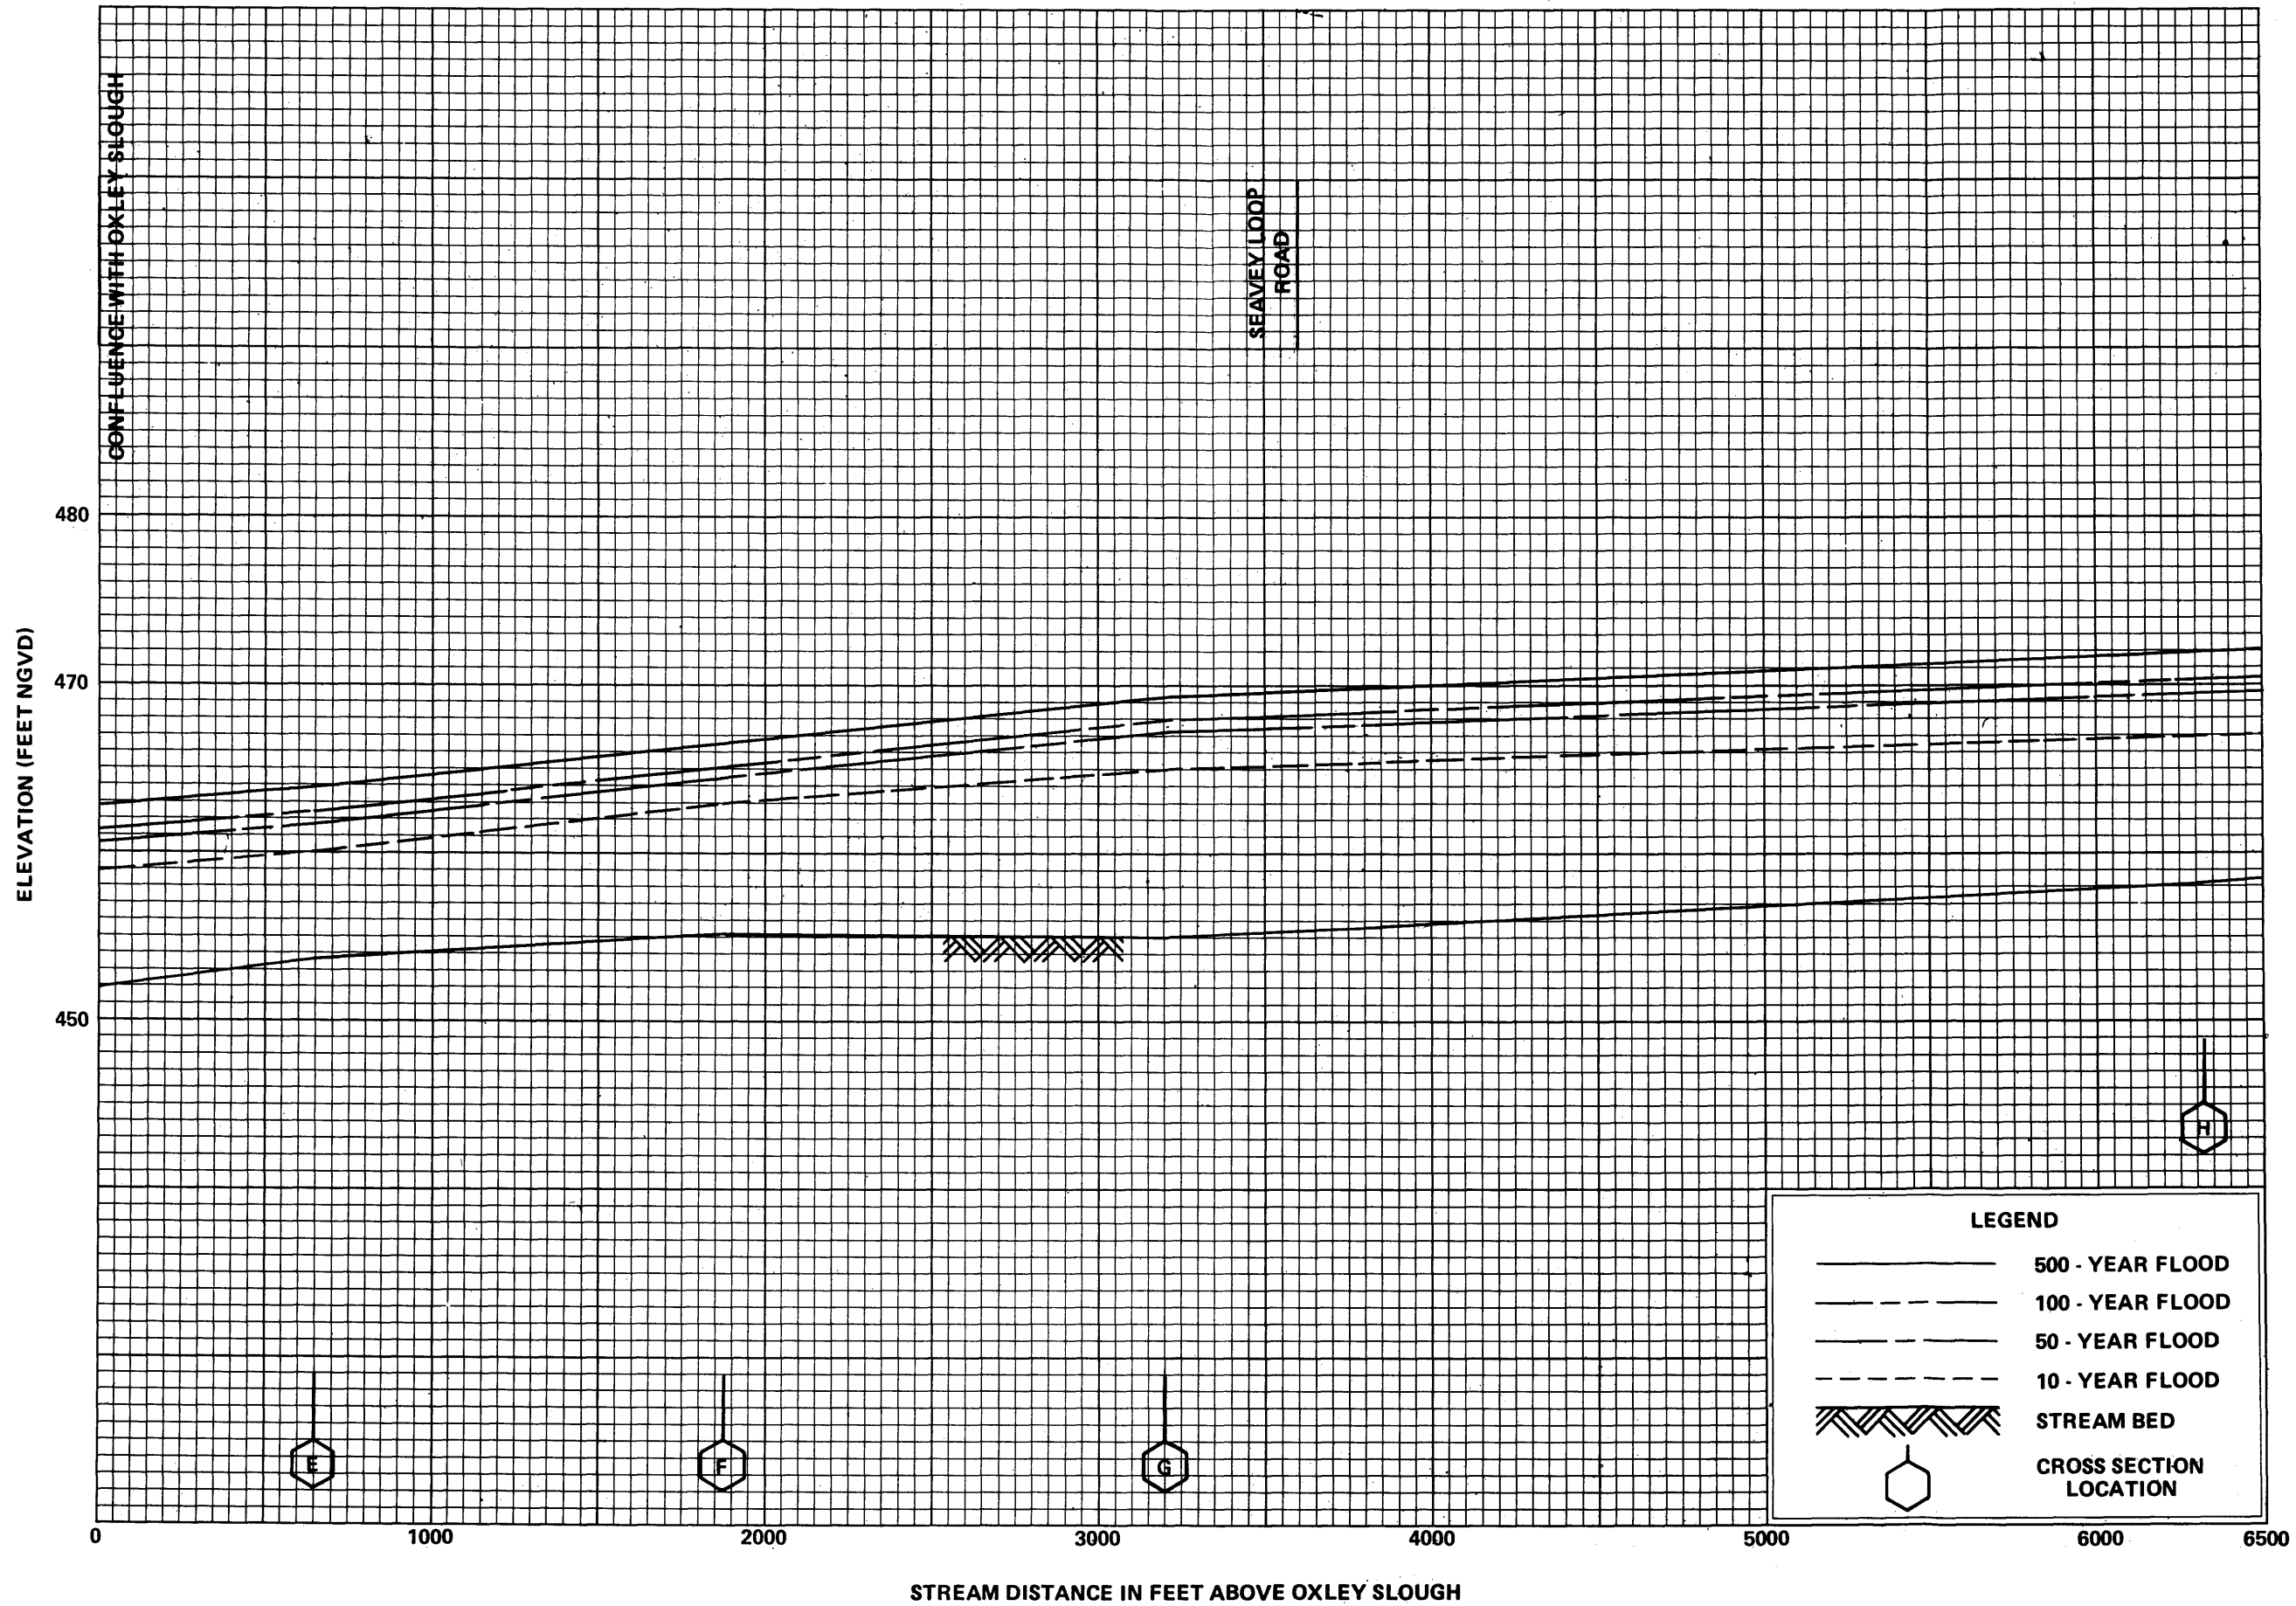 CONFLUENCE WITH OXLEY SLOUGH
SEAVEY LOOP
ROAD
ELEVATION (FEET NGVD)
480
470
450
E
F
G
H
LEGEND
500 - YEAR FLOOD
100 - YEAR FLOOD
50 - YEAR FLOOD
10 - YEAR FLOOD
STREAM BED
CROSS SECTION
LOCATION
0
1000
2000
3000
4000
5000
6000
6500
STREAM DISTANCE IN FEET ABOVE OXLEY SLOUGH